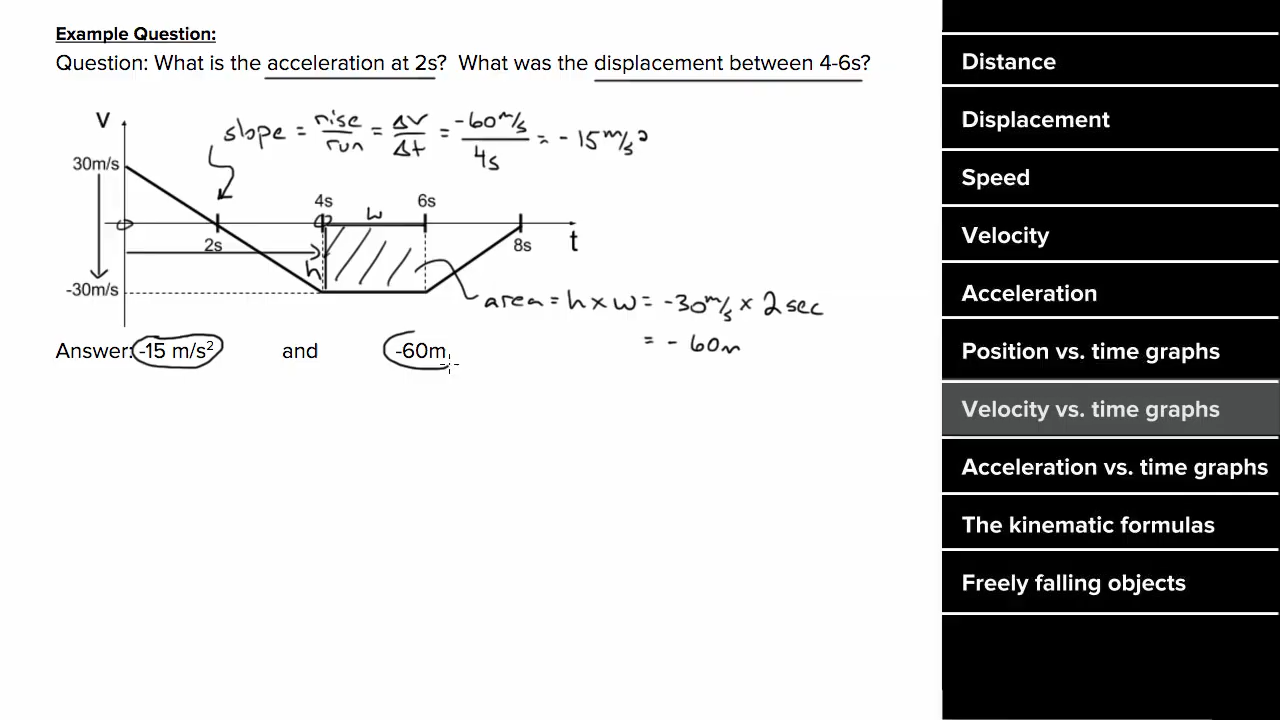 Example Question:
Question: What is the acceleration at 2s? What was the displacement between 4-6s?
slope = rise/run = Δv/Δt = -60 m/s / 4s = -15 m/s²
V
30m/s
4s
w
6s
2s
8s
t
h
-30m/s
area = h x w = -30 m/s x 2 sec
= -60m
Answer: -15 m/s² and -60m
Distance
Displacement
Speed
Velocity
Acceleration
Position vs. time graphs
Velocity vs. time graphs
Acceleration vs. time graphs
The kinematic formulas
Freely falling objects